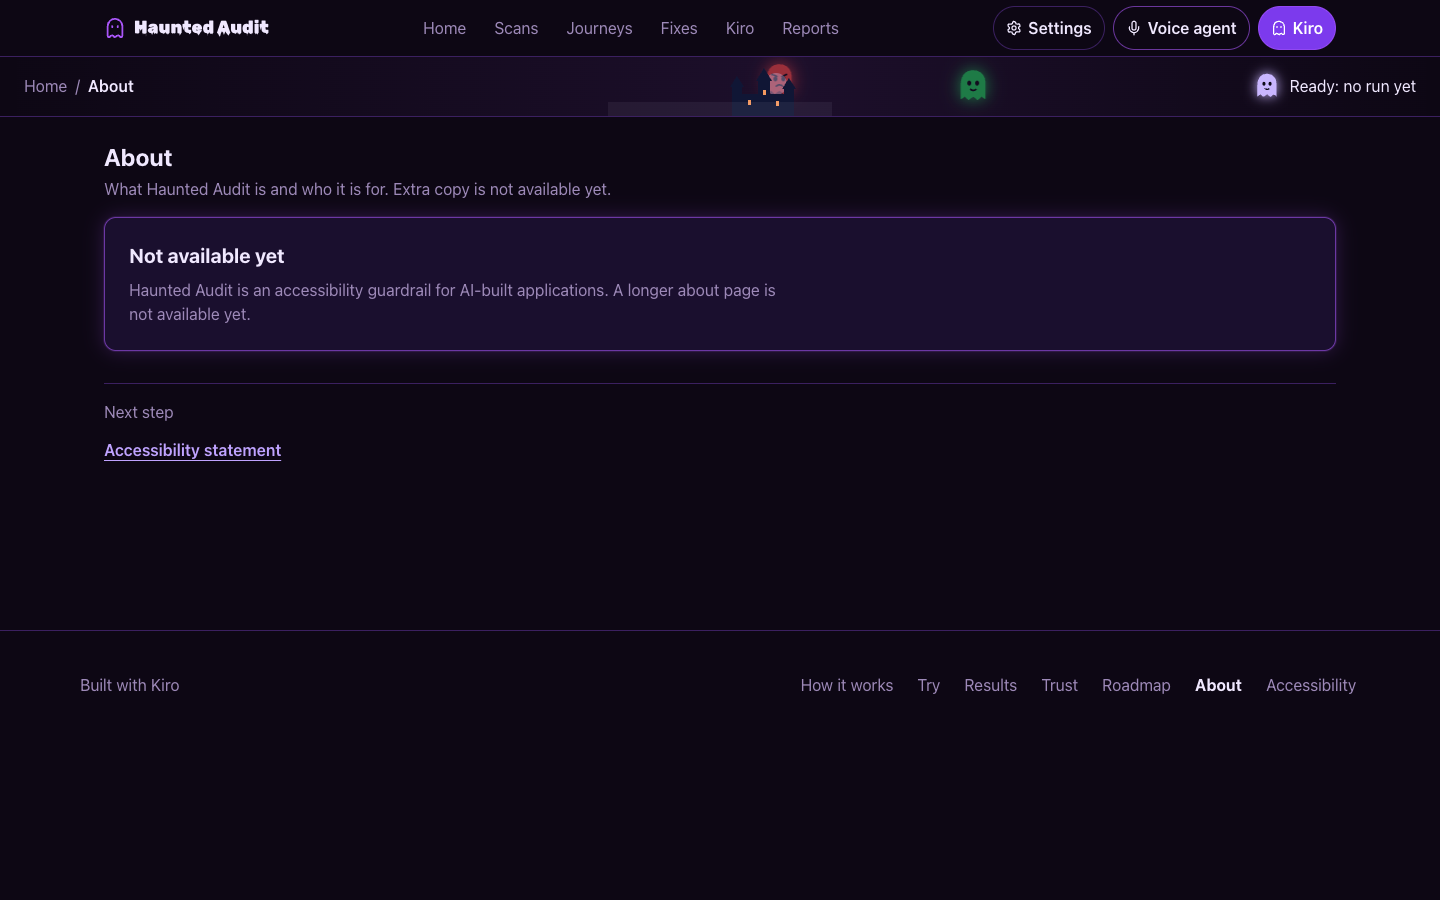 Haunted Audit
Home Scans Journeys Fixes Kiro Reports
Settings Voice agent Kiro
Home / About
Ready: no run yet
About
What Haunted Audit is and who it is for. Extra copy is not available yet.
Not available yet
Haunted Audit is an accessibility guardrail for AI-built applications. A longer about page is
not available yet.
Next step
Accessibility statement
Built with Kiro
How it works Try Results Trust Roadmap About Accessibility